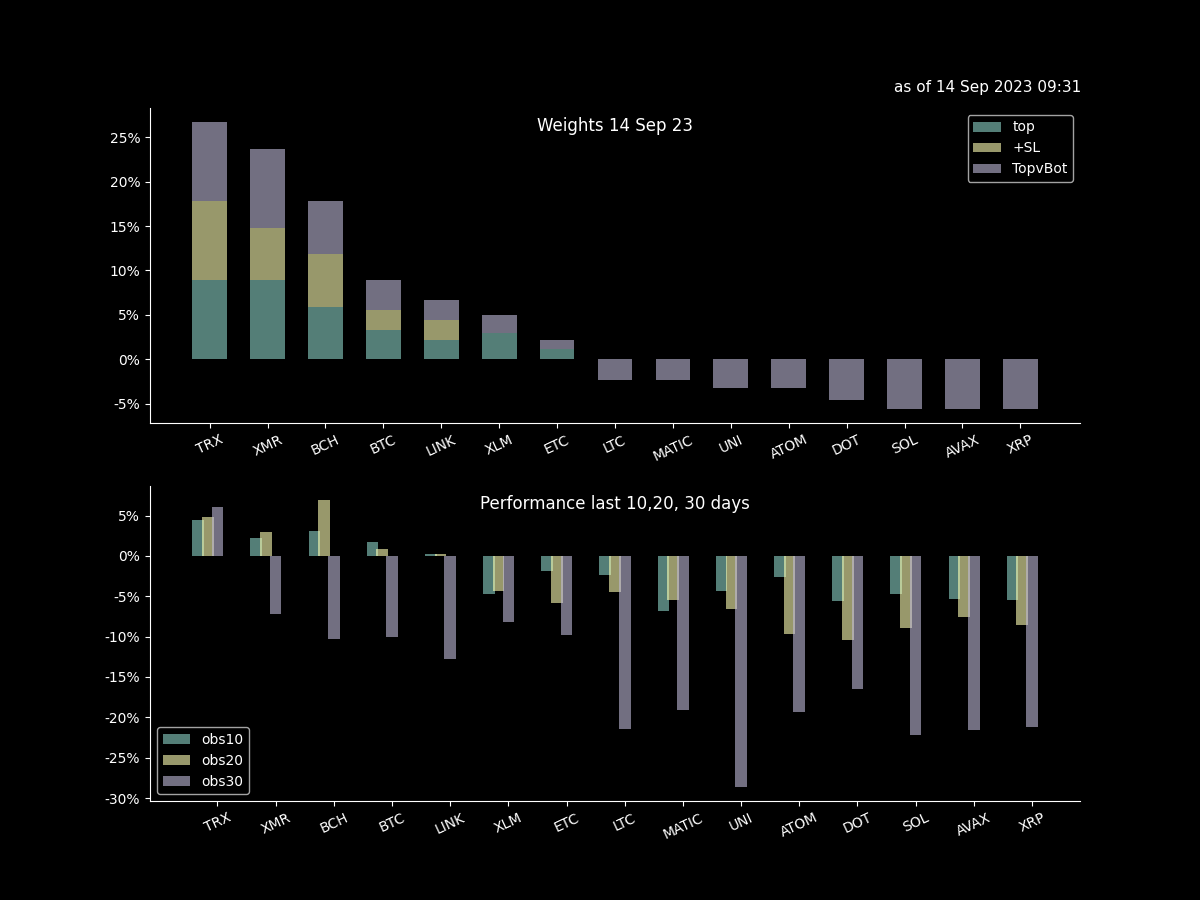 as of 14 Sep 2023 09:31
Weights 14 Sep 23
top
+SL
TopvBot
25%
20%
15%
10%
5%
0%
-5%
TRX XMR BCH BTC LINK XLM ETC LTC MATIC UNI ATOM DOT SOL AVAX XRP
Performance last 10,20, 30 days
5%
0%
-5%
-10%
-15%
-20%
-25%
-30%
obs10
obs20
obs30
TRX XMR BCH BTC LINK XLM ETC LTC MATIC UNI ATOM DOT SOL AVAX XRP